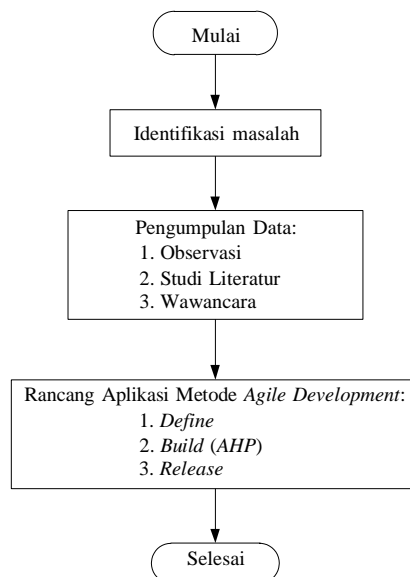 Mulai
Identifikasi masalah
Pengumpulan Data:
1. Observasi
2. Studi Literatur
3. Wawancara
Rancang Aplikasi Metode Agile Development:
1. Define
2. Build (AHP)
3. Release
Selesai